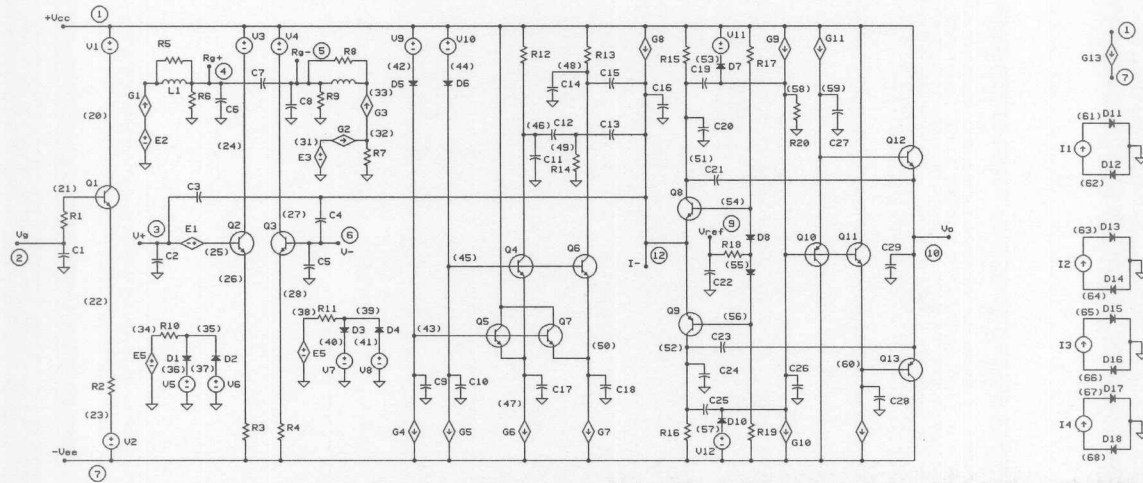 1
+Vcc
V1
V3
V4
V9
V10
V11
R5
Rg+
4
Rg-
5
R8
C7
L1
R6
C6
C8
R9
G1
(20)
E2
(24)
(33)
G3
G2
(32)
(31)
E3
R7
(42)
D5
(44)
D6
R12
(48)
C14
R13
C15
G8
C16
(46)
C12
C13
C11
(49)
R14
R15
C19
(53)
D7
R17
G9
G11
(58)
R20
(59)
C27
C20
(51)
C21
Q12
1
G13
7
(61)
D11
I1
D12
(62)
Q1
(21)
R1
Vg
2
C1
C3
3
V+
C2
E1
(25)
Q2
(26)
(27)
Q3
C4
6
V-
C5
(28)
(45)
Q4
Q6
Q5
Q7
(43)
(50)
I-
12
Q8
(54)
9
Vref
R18
D8
(55)
C22
Q10
Q11
C29
Vo
10
Q9
(56)
(52)
C23
(60)
Q13
C24
C26
C28
C25
(57)
D10
V12
R16
R19
G10
(63)
D13
I2
D14
(64)
(65)
D15
I3
D16
(66)
(67)
D17
I4
D18
(68)
(22)
(34)
R10
(35)
E5
D1
(36)
D2
(37)
V5
V6
(38)
R11
(39)
E5
D3
(40)
D4
(41)
V7
V8
R2
(23)
V2
R3
R4
C9
C10
(47)
C17
C18
G4
G5
G6
G7
-Vee
7